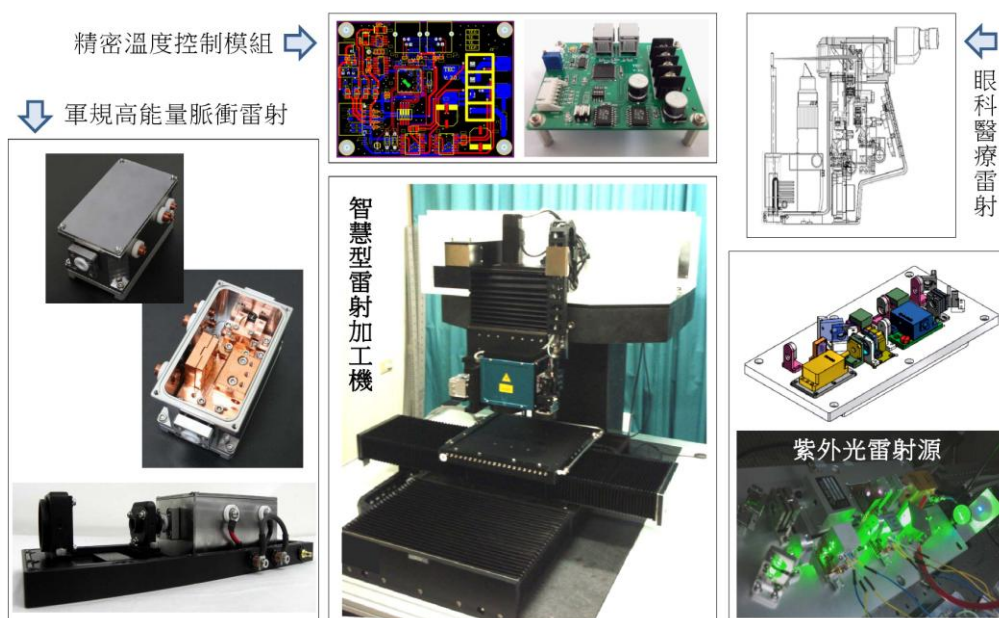 精密溫度控制模組
軍規高能量脈衝雷射
眼科醫療雷射
智慧型雷射加工機
紫外光雷射源